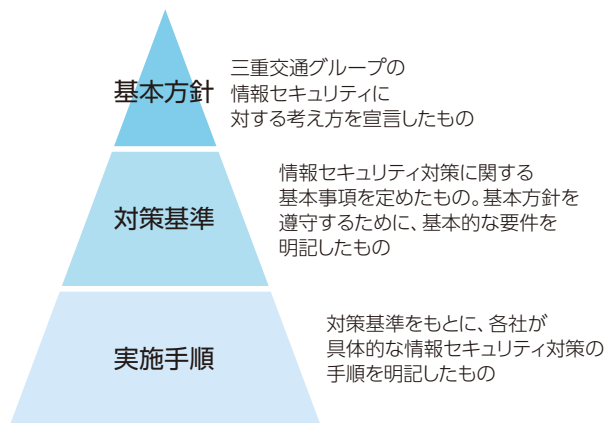 基本方針
三重交通グループの
情報セキュリティに
対する考え方を宣言したもの
対策基準
情報セキュリティ対策に関する
基本事項を定めたもの。基本方針を
遵守するために、基本的な要件を
明記したもの
実施手順
対策基準をもとに、各社が
具体的な情報セキュリティ対策の
手順を明記したもの